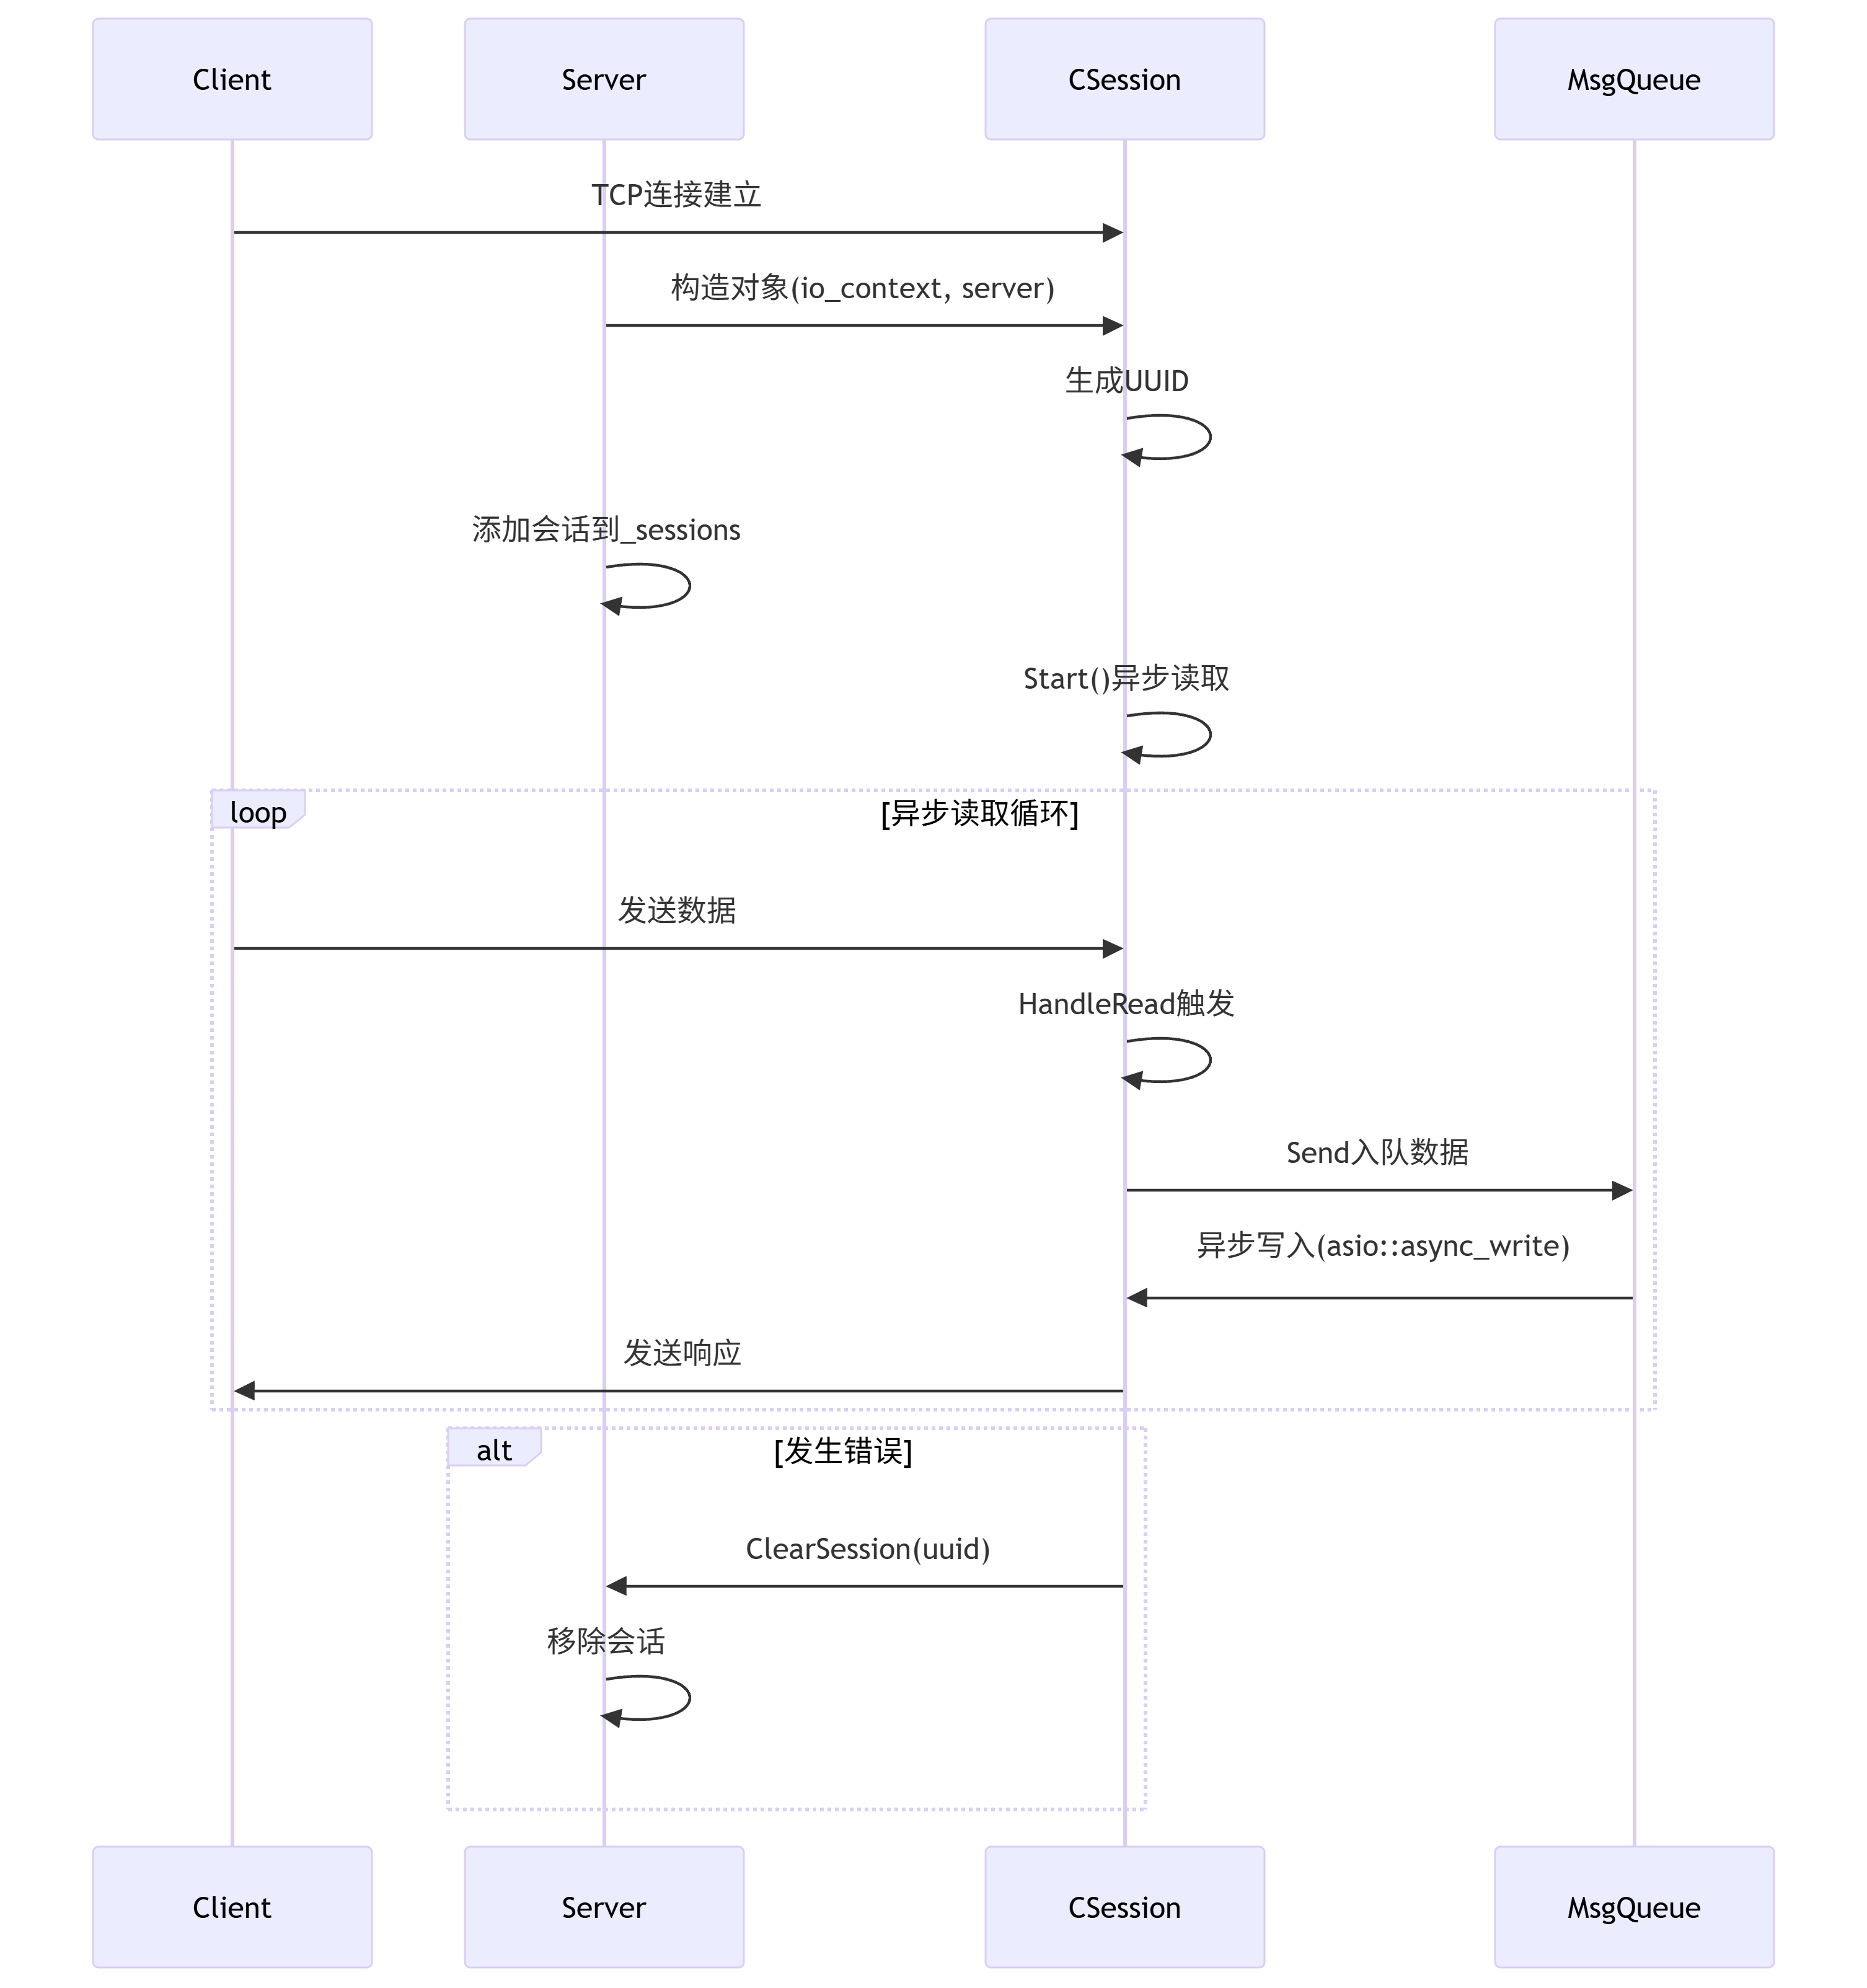 Client
Server
CSession
MsgQueue
TCP连接建立
构造对象(io_context, server)
生成UUID
添加会话到_sessions
Start()异步读取
loop
[异步读取循环]
发送数据
HandleRead触发
Send入队数据
异步写入(asio::async_write)
发送响应
alt
[发生错误]
ClearSession(uuid)
移除会话
Client
Server
CSession
MsgQueue